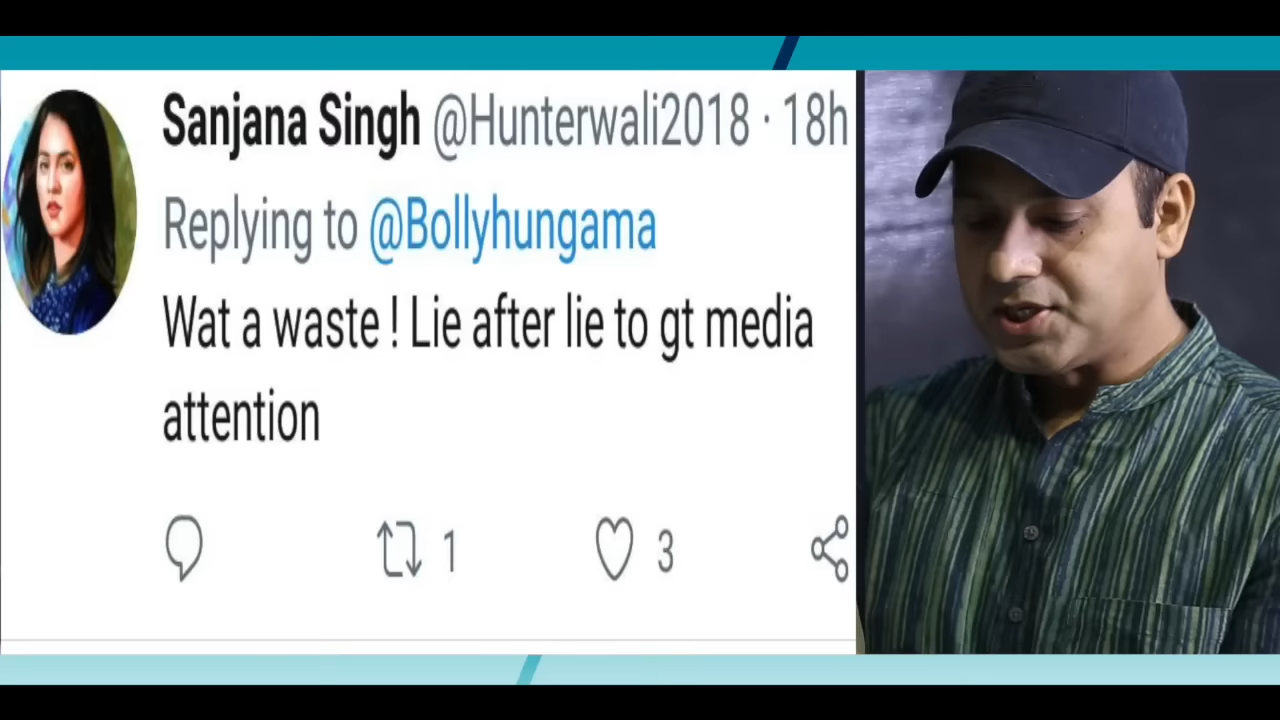 Sanjana Singh @Hunterwali2018 · 18h
Replying to @Bollyhungama
Wat a waste ! Lie after lie to gt media
attention
1 3